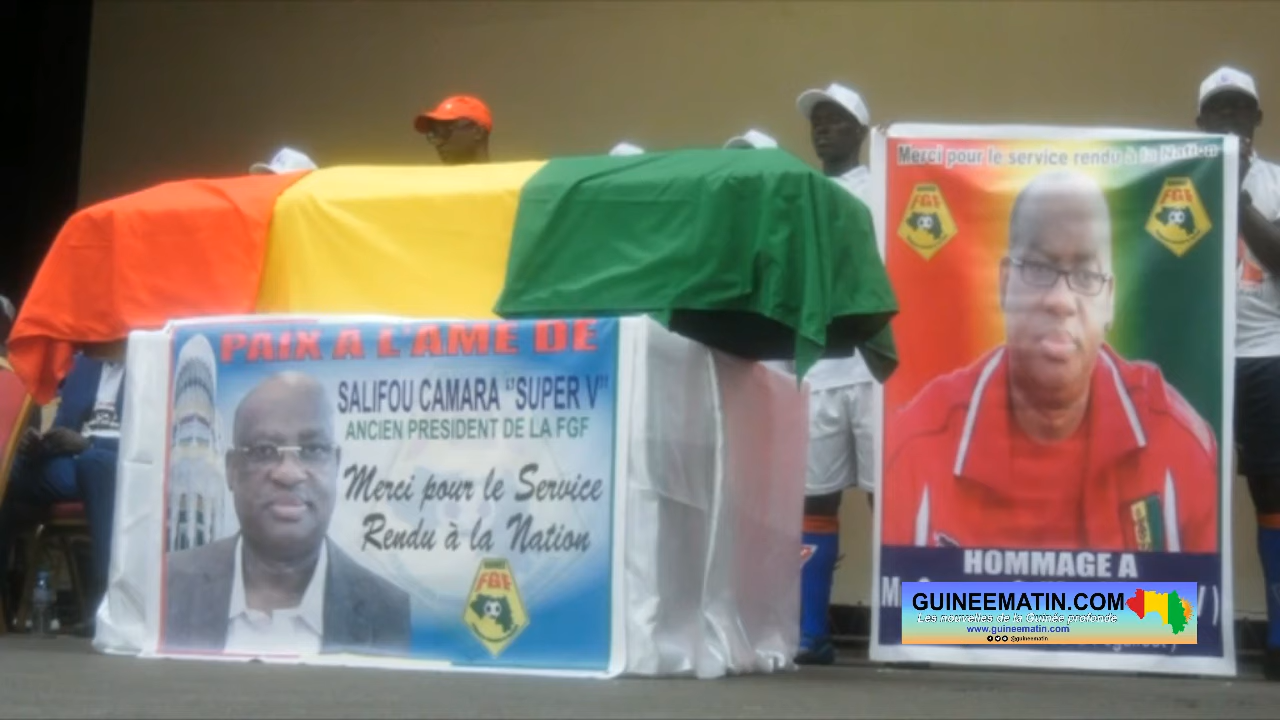 PAIX A L'AME DE
SALIFOU CAMARA "SUPER V"
ANCIEN PRESIDENT DE LA FGF
Merci pour le Service
Rendu à la Nation
FGF
Merci pour le service rendu à la Nation
FGF
FGF
HOMMAGE A
GUINEEMATIN.COM
Les nouvelles de la Guinée profonde
www.guineematin.com
@guineematin